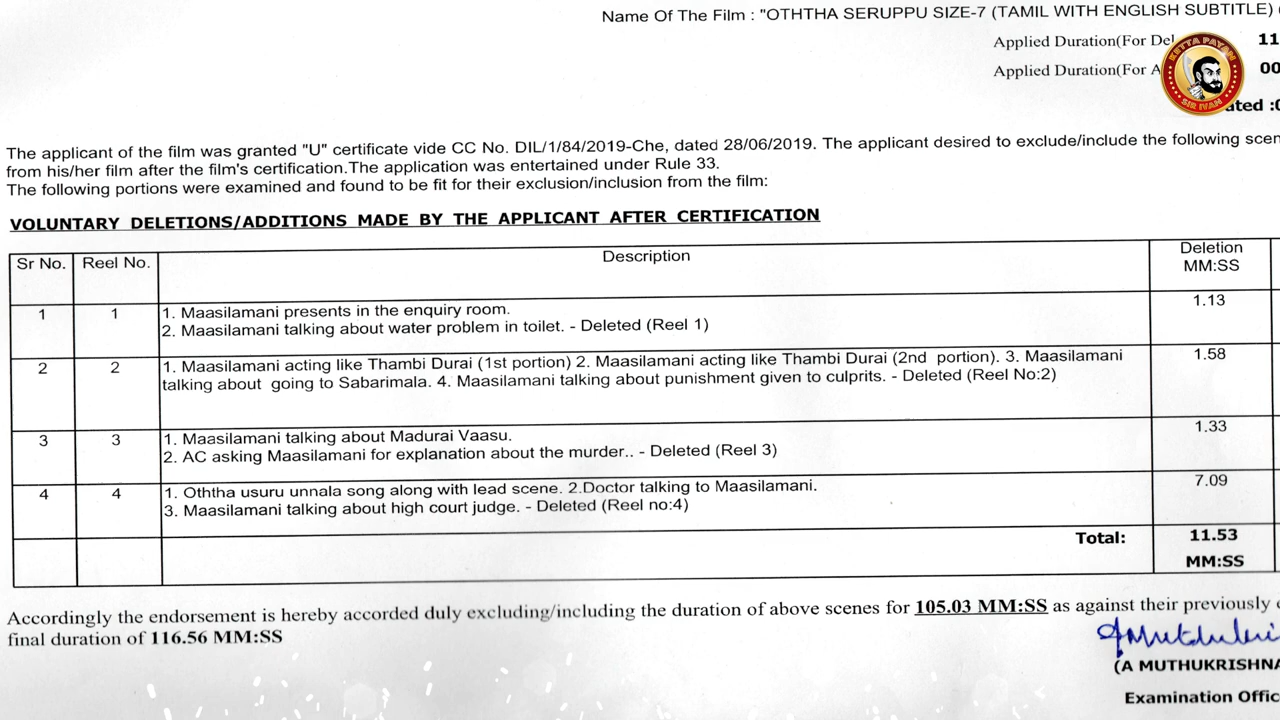 Name Of The Film : "OTHTHA SERUPPU SIZE-7 (TAMIL WITH ENGLISH SUBTITLE) (
Applied Duration(For Del 11
Applied Duration(For A 00
KETTA PAYAN
SIR IVAN
ated :0
The applicant of the film was granted "U" certificate vide CC No. DIL/1/84/2019-Che, dated 28/06/2019. The applicant desired to exclude/include the following scen
from his/her film after the film's certification.The application was entertained under Rule 33.
The following portions were examined and found to be fit for their exclusion/inclusion from the film:
VOLUNTARY DELETIONS/ADDITIONS MADE BY THE APPLICANT AFTER CERTIFICATION
Sr No. Reel No. Description Deletion
MM:SS
1 1 1. Maasilamani presents in the enquiry room. 1.13
2. Maasilamani talking about water problem in toilet. - Deleted (Reel 1)
2 2 1. Maasilamani acting like Thambi Durai (1st portion) 2. Maasilamani acting like Thambi Durai (2nd portion). 3. Maasilamani 1.58
talking about going to Sabarimala. 4. Maasilamani talking about punishment given to culprits. - Deleted (Reel No:2)
3 3 1. Maasilamani talking about Madurai Vaasu. 1.33
2. AC asking Maasilamani for explanation about the murder.. - Deleted (Reel 3)
4 4 1. Oththa usuru unnala song along with lead scene. 2.Doctor talking to Maasilamani. 7.09
3. Maasilamani talking about high court judge. - Deleted (Reel no:4)
Total: 11.53
MM:SS
Accordingly the endorsement is hereby accorded duly excluding/including the duration of above scenes for 105.03 MM:SS as against their previously c
final duration of 116.56 MM:SS
(A MUTHUKRISHNA
Examination Offic